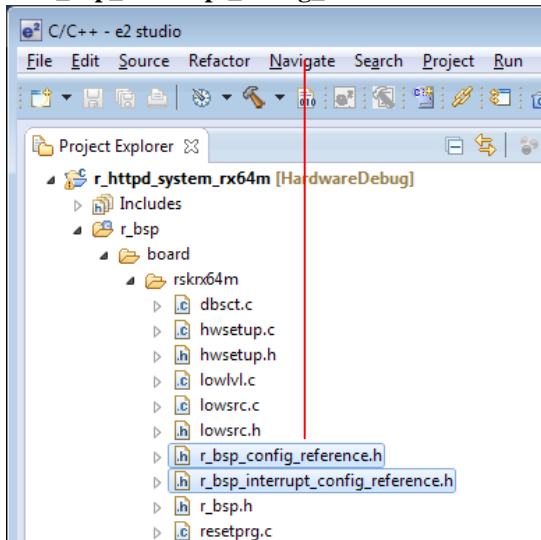 C/C++ - e2 studio
File Edit Source Refactor Navigate Search Project Run
Project Explorer
r_httpd_system_rx64m [HardwareDebug]
Includes
r_bsp
board
rskrx64m
dbsct.c
hwsetup.c
hwsetup.h
lowlvl.c
lowsrc.c
lowsrc.h
r_bsp_config_reference.h
r_bsp_interrupt_config_reference.h
r_bsp.h
resetprg.c